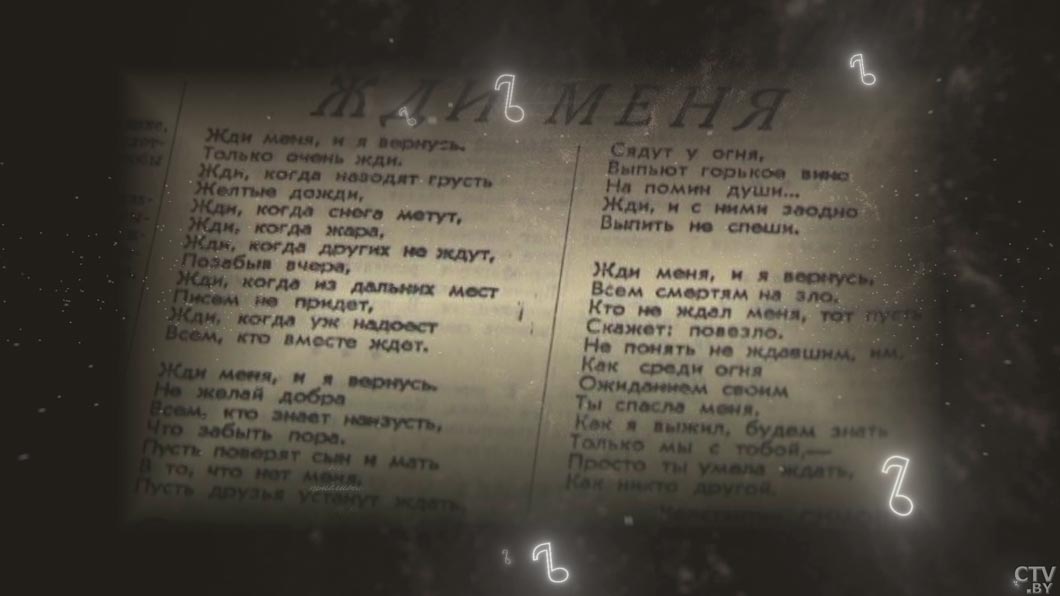 ЖДИ МЕНЯ
Жди меня, и я вернусь.
Только очень жди.
Жди, когда наводят грусть
Желтые дожди,
Жди, когда снега метут,
Жди, когда жара,
Жди, когда других не ждут,
Позабыв вчера,
Жди, когда из дальних мест
Писем не придет,
Жди, когда уж надоест
Всем, кто вместе ждет.
Жди меня, и я вернусь.
Не желай добра
Всем, кто знает наизусть,
Что забыть пора.
Пусть поверят сын и мать
В то, что нет меня,
Пусть друзья устанут ждать,
Сядут у огня,
Выпьют горькое вино
На помин души...
Жди, и с ними заодно
Выпить не спеши.
Жди меня, и я вернусь,
Всем смертям на зло.
Кто не ждал меня, тот пусть
Скажет: повезло.
Не понять не ждавшим, им,
Как среди огня
Ожиданием своим
Ты спасла меня.
Как я выжил, будем знать
Только мы с тобой,—
Просто ты умела ждать,
Как никто другой.
CTV
.BY